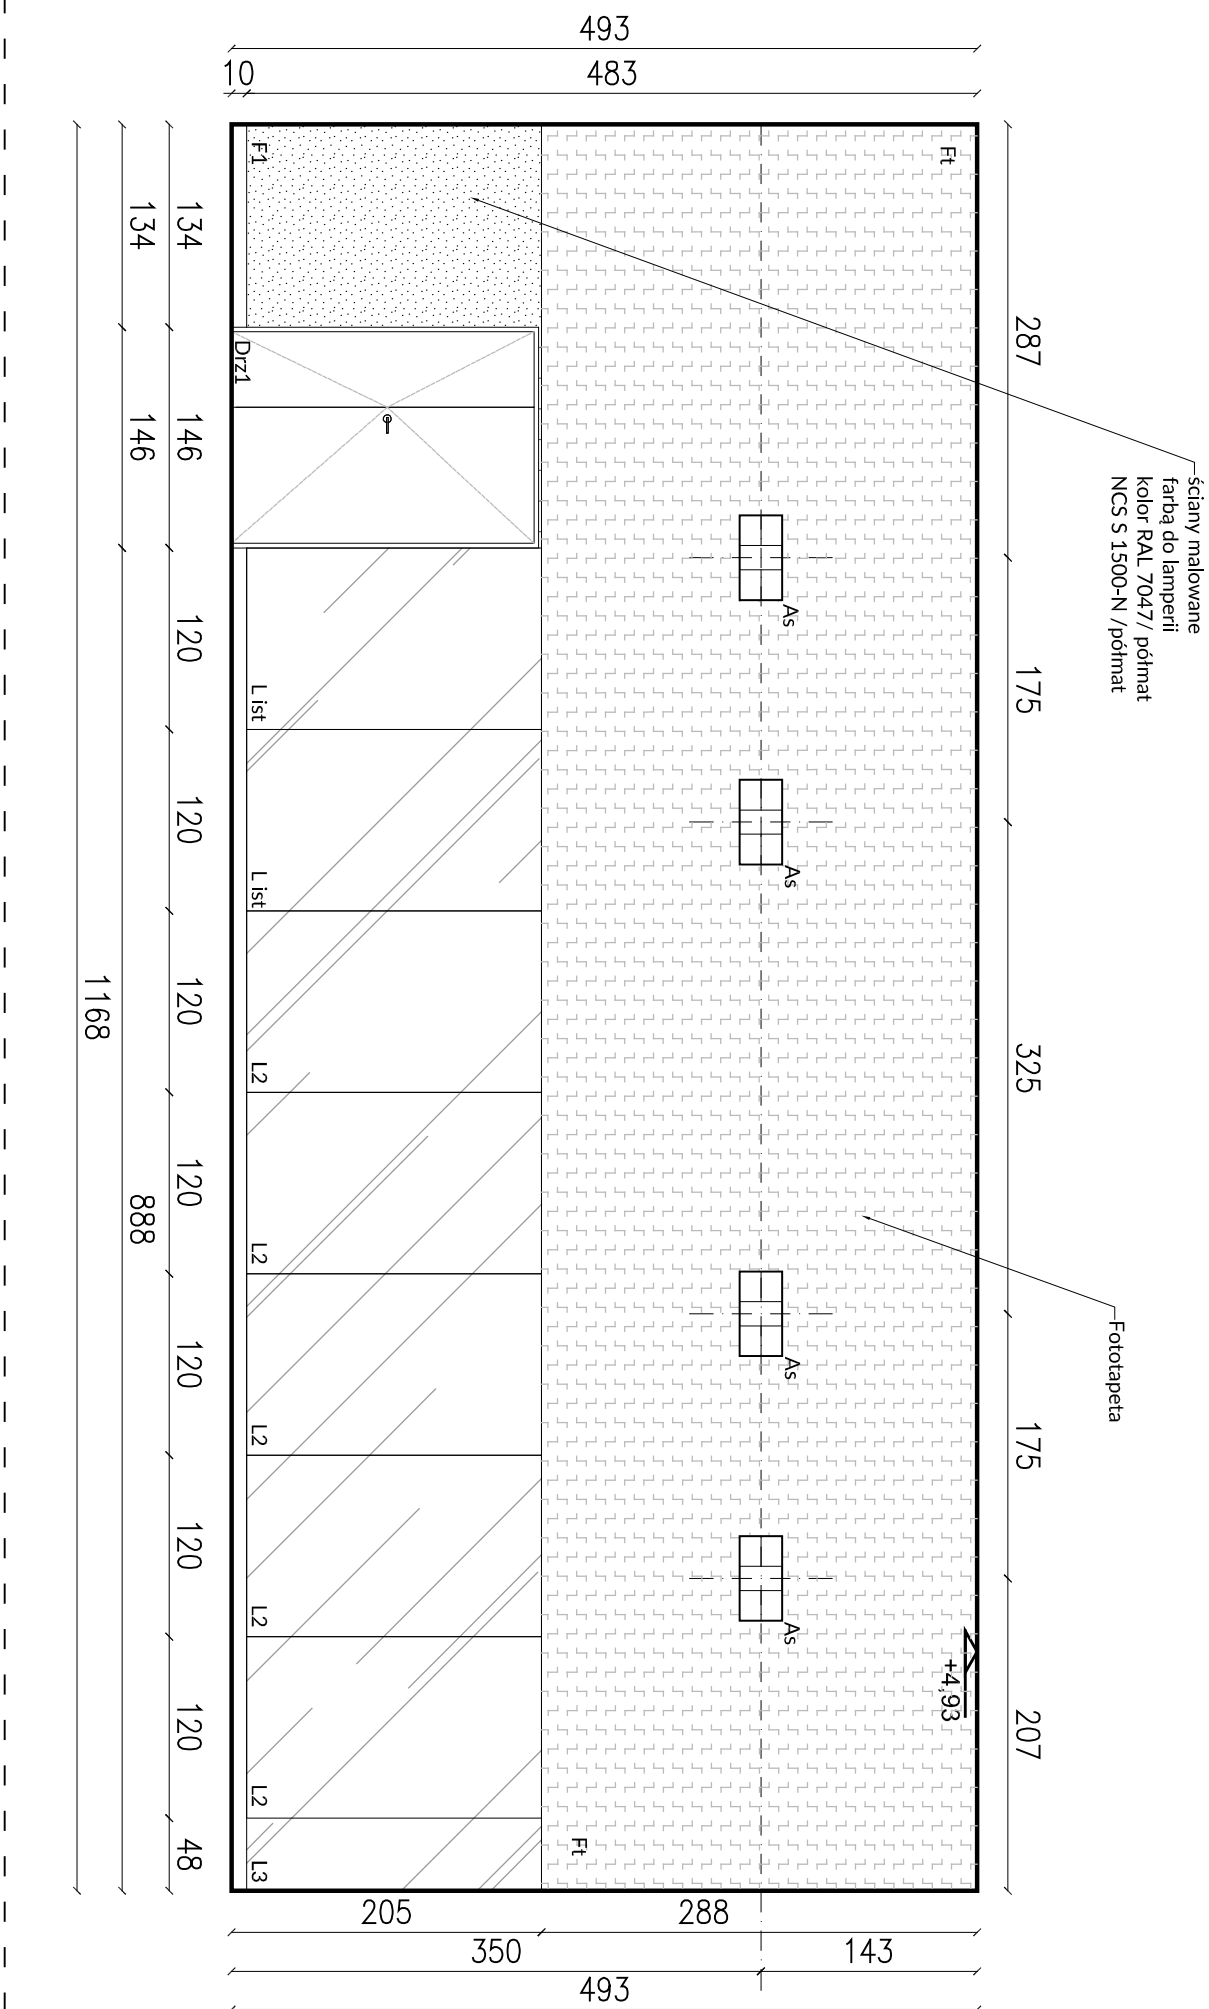 493
10
483
ściany malowane
farbą do lamperii
kolor RAL 7047/ półmat
NCS S 1500-N /półmat
Fototapeta
287
175
325
175
207
Ft
+4,93
As
As
As
As
Ft
F1
Drz1
L ist
L ist
L2
L2
L2
L2
L2
L3
134
146
120
120
120
120
120
120
120
48
134
146
888
1168
205
288
350
143
493